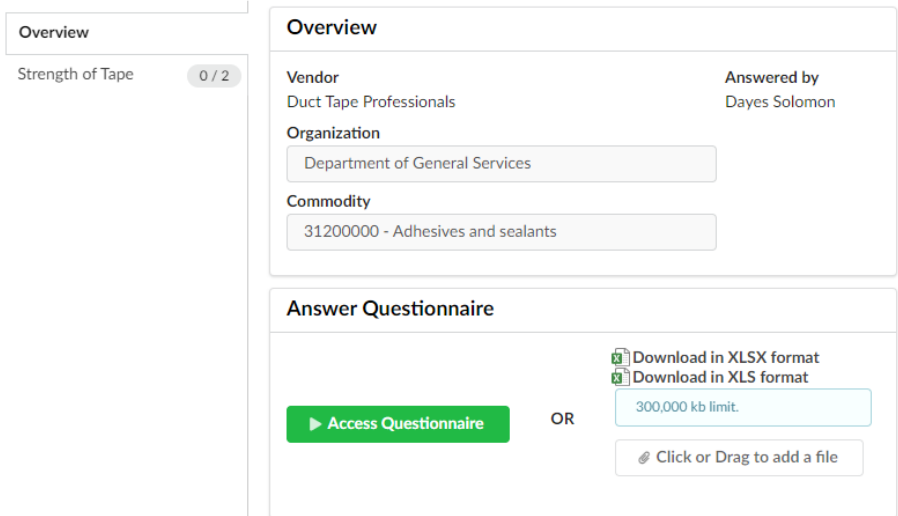 Overview
Strength of Tape 0 / 2
Overview
Vendor
Duct Tape Professionals
Answered by
Dayes Solomon
Organization
Department of General Services
Commodity
31200000 - Adhesives and sealants
Answer Questionnaire
Access Questionnaire
OR
Download in XLSX format
Download in XLS format
300,000 kb limit.
Click or Drag to add a file